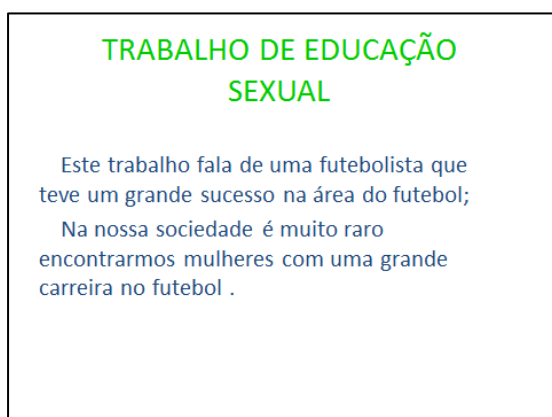 TRABALHO DE EDUCAÇÃO
SEXUAL
Este trabalho fala de uma futebolista que
teve um grande sucesso na área do futebol;
Na nossa sociedade é muito raro
encontrarmos mulheres com uma grande
carreira no futebol .